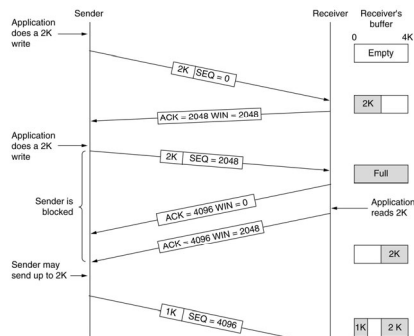 Sender
Receiver
Receiver's
buffer
0 4K
Application
does a 2K
write
Empty
2K SEQ = 0
2K
ACK = 2048 WIN = 2048
Application
does a 2K
write
2K SEQ = 2048
Full
Sender is
blocked
ACK = 4096 WIN = 0
Application
reads 2K
ACK = 4096 WIN = 2048
2K
Sender may
send up to 2K
1K SEQ = 4096
1K 2 K